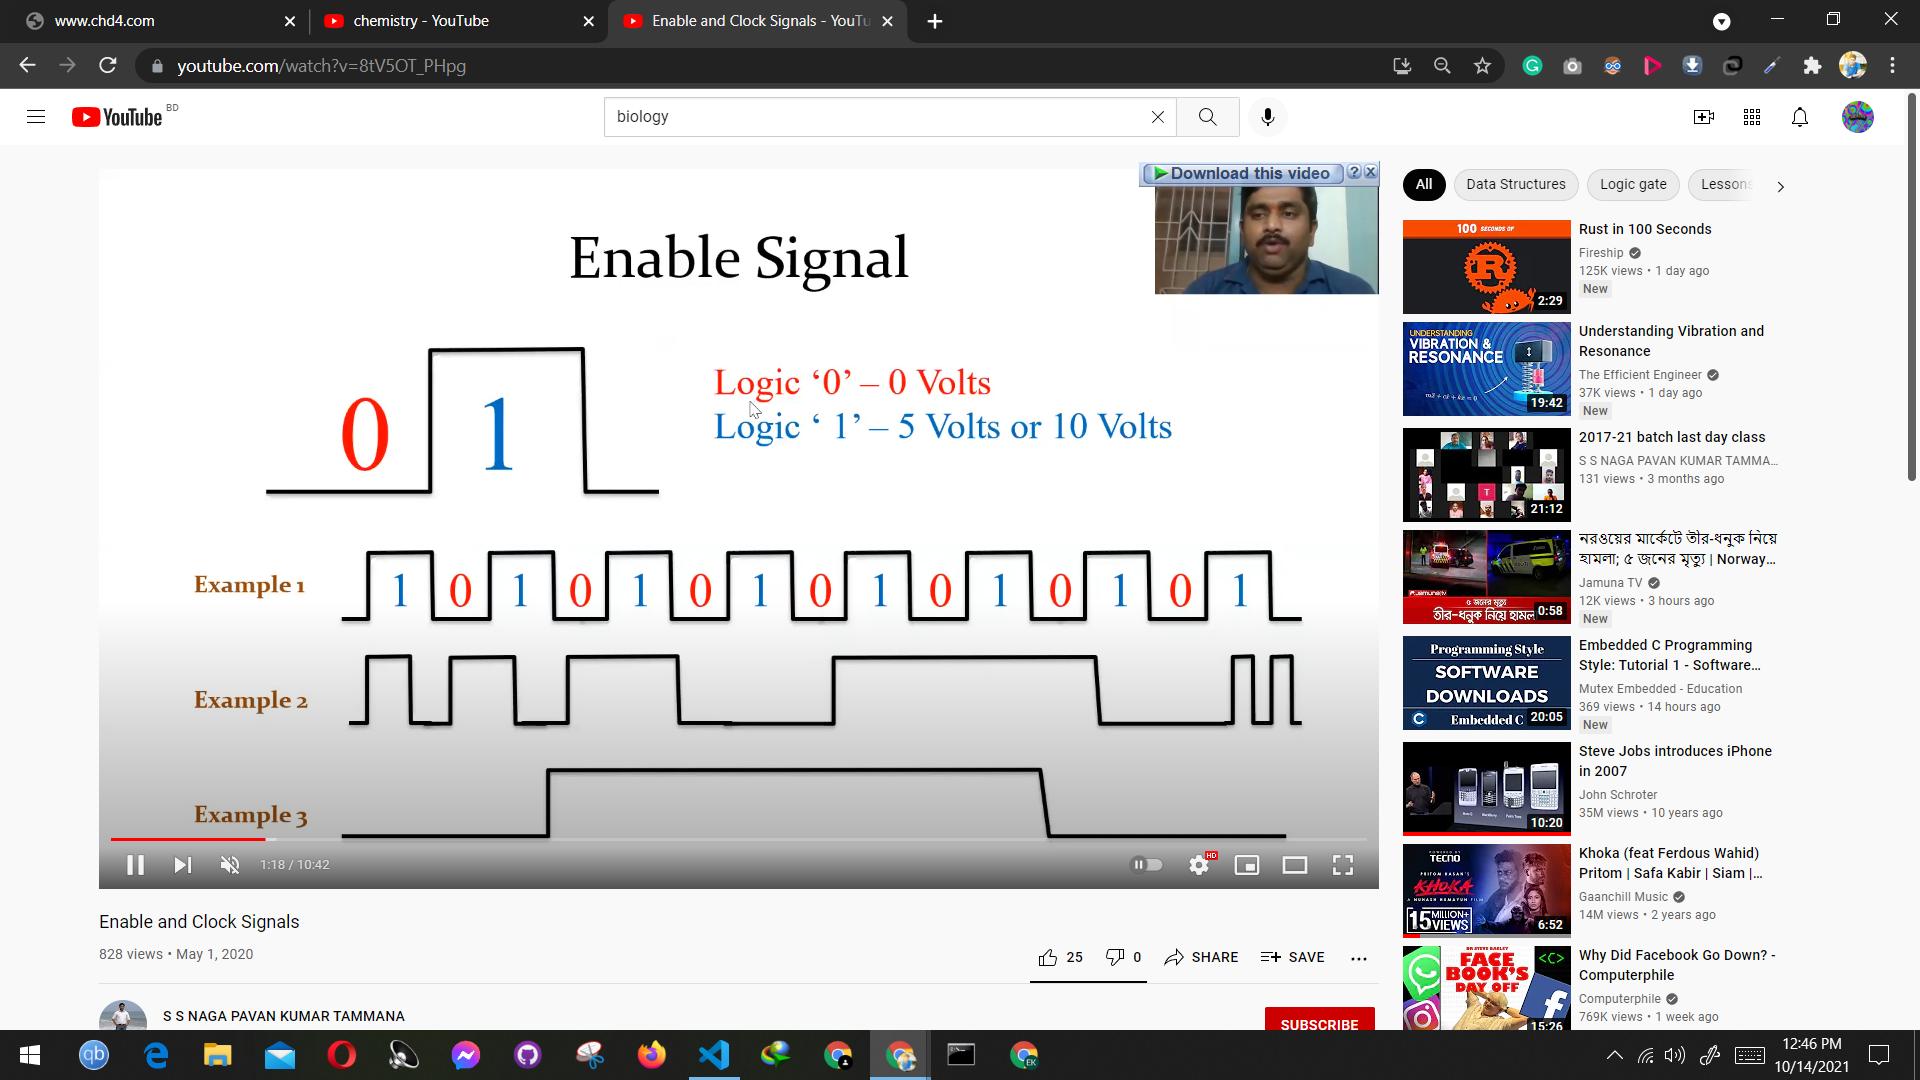 www.chd4.com
chemistry - YouTube
Enable and Clock Signals - YouTu
youtube.com/watch?v=8tV5OT_PHpg
YouTube BD
biology
Download this video
Enable Signal
0 1
Logic ‘0’ – 0 Volts
Logic ‘ 1’ – 5 Volts or 10 Volts
Example 1
1 0 1 0 1 0 1 0 1 0 1 0 1 0 1
Example 2
Example 3
1:18 / 10:42
HD
Enable and Clock Signals
828 views • May 1, 2020
25
0
SHARE
SAVE
S S NAGA PAVAN KUMAR TAMMANA
SUBSCRIBE
All
Data Structures
Logic gate
Lessons
100 SECONDS OF
R
2:29
Rust in 100 Seconds
Fireship
125K views • 1 day ago
New
UNDERSTANDING
VIBRATION &
RESONANCE
19:42
Understanding Vibration and
Resonance
The Efficient Engineer
37K views • 1 day ago
New
T
21:12
2017-21 batch last day class
S S NAGA PAVAN KUMAR TAMMA...
131 views • 3 months ago
৫ জনের মৃত্যু
তীর-ধনুক নিয়ে হামলা
0:58
নরওয়ের মার্কেটে তীর-ধনুক নিয়ে
হামলা; ৫ জনের মৃত্যু | Norway...
Jamuna TV
12K views • 3 hours ago
New
Programming Style
SOFTWARE
DOWNLOADS
C Embedded C
20:05
Embedded C Programming
Style: Tutorial 1 - Software...
Mutex Embedded - Education
369 views • 14 hours ago
New
10:20
Steve Jobs introduces iPhone
in 2007
John Schroter
35M views • 10 years ago
TECNO
PRITOM HASAN'S
KHOKA
15 MILLION+
VIEWS
6:52
Khoka (feat Ferdous Wahid)
Pritom | Safa Kabir | Siam |...
Gaanchill Music
14M views • 2 years ago
FACE
BOOK'S
DAY OFF
<C>
15:26
Why Did Facebook Go Down? -
Computerphile
Computerphile
769K views • 1 week ago
qb
EK
12:46 PM
10/14/2021